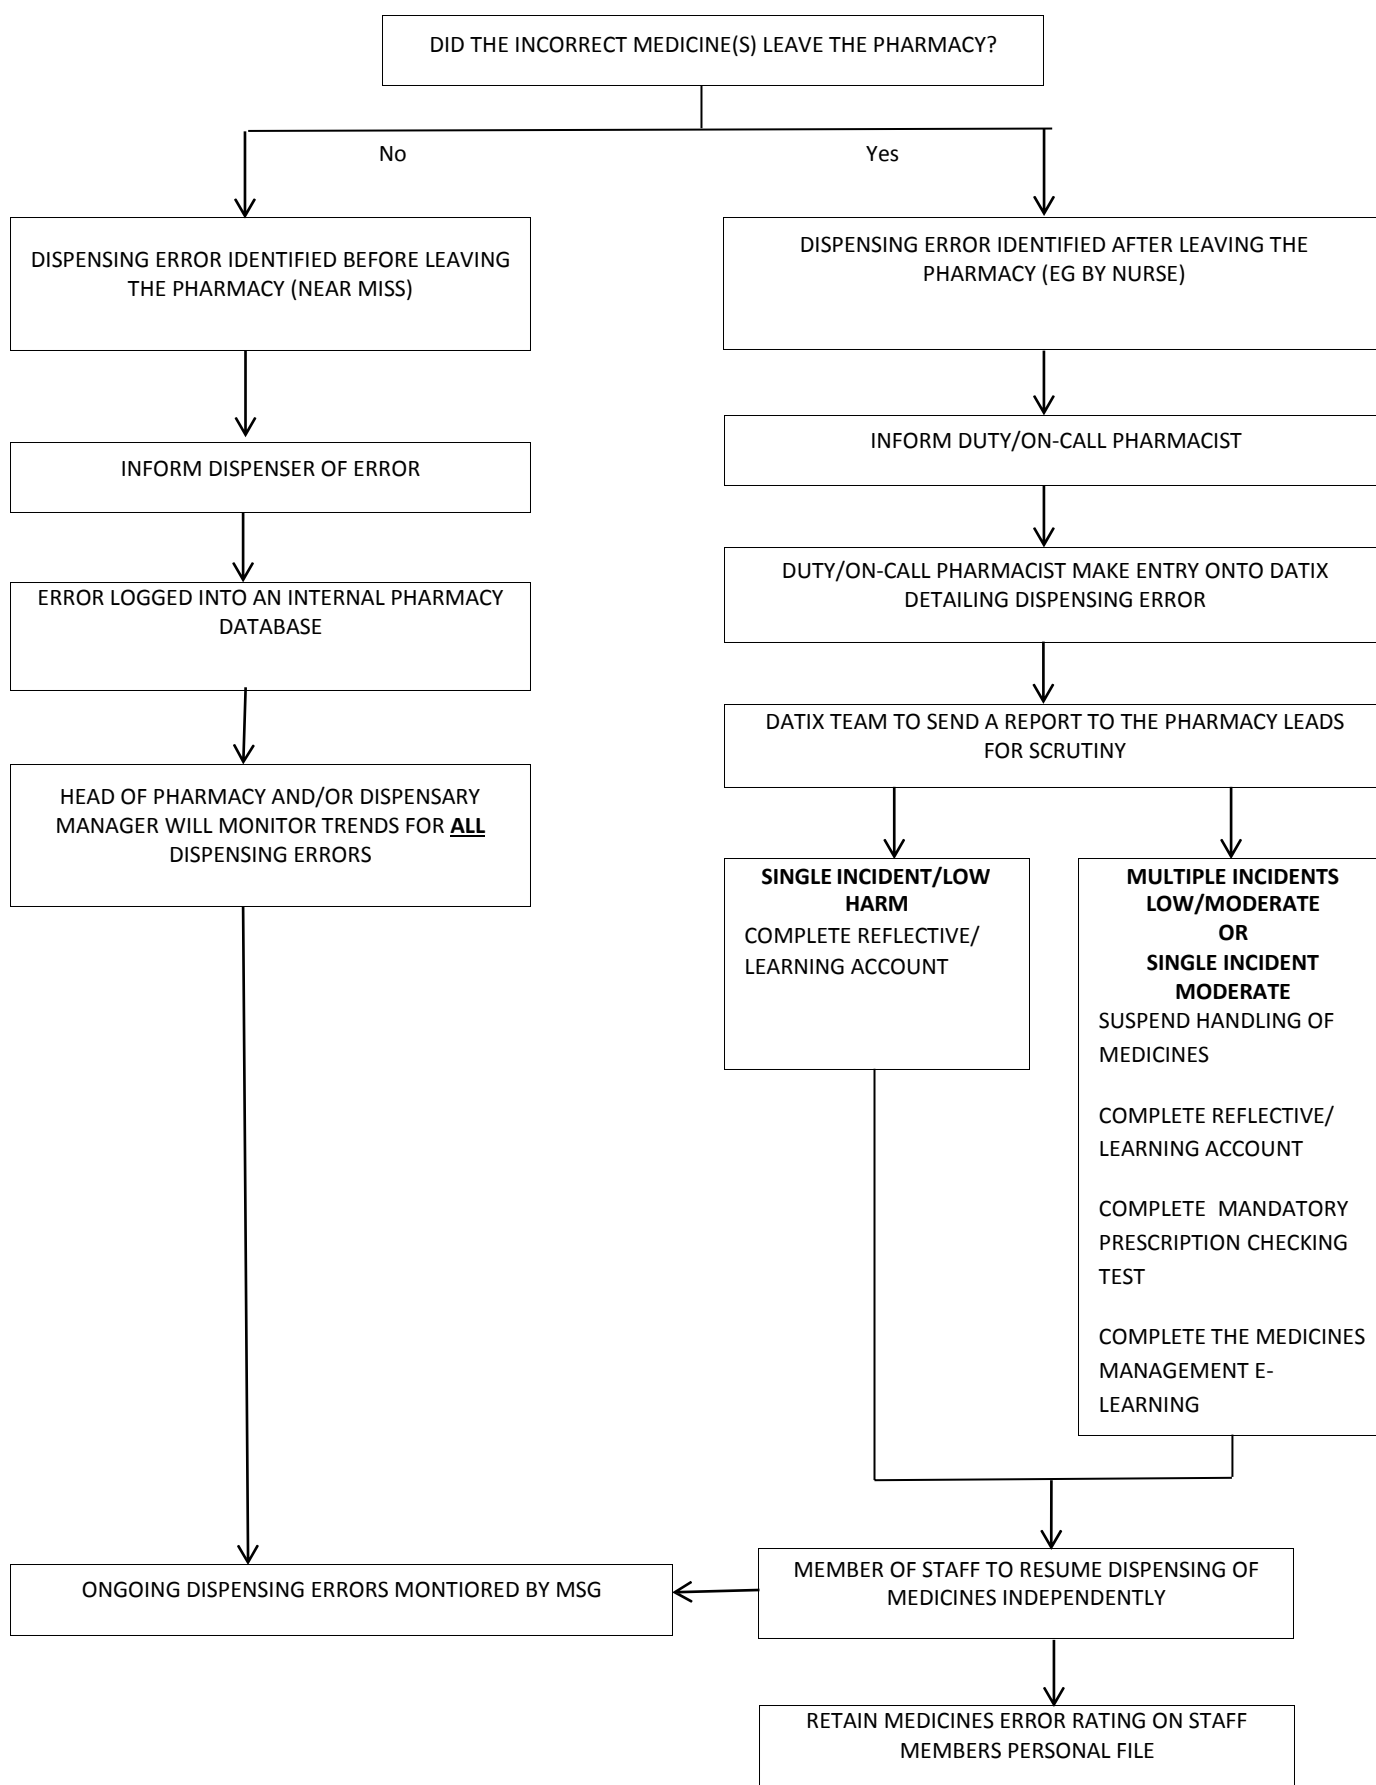 DID THE INCORRECT MEDICINE(S) LEAVE THE PHARMACY?
No
Yes
DISPENSING ERROR IDENTIFIED BEFORE LEAVING
THE PHARMACY (NEAR MISS)
DISPENSING ERROR IDENTIFIED AFTER LEAVING THE
PHARMACY (EG BY NURSE)
INFORM DISPENSER OF ERROR
INFORM DUTY/ON-CALL PHARMACIST
ERROR LOGGED INTO AN INTERNAL PHARMACY
DATABASE
DUTY/ON-CALL PHARMACIST MAKE ENTRY ONTO DATIX
DETAILING DISPENSING ERROR
DATIX TEAM TO SEND A REPORT TO THE PHARMACY LEADS
FOR SCRUTINY
HEAD OF PHARMACY AND/OR DISPENSARY
MANAGER WILL MONITOR TRENDS FOR ALL
DISPENSING ERRORS
SINGLE INCIDENT/LOW
HARM
COMPLETE REFLECTIVE/
LEARNING ACCOUNT
MULTIPLE INCIDENTS
LOW/MODERATE
OR
SINGLE INCIDENT
MODERATE
SUSPEND HANDLING OF
MEDICINES
COMPLETE REFLECTIVE/
LEARNING ACCOUNT
COMPLETE MANDATORY
PRESCRIPTION CHECKING
TEST
COMPLETE THE MEDICINES
MANAGEMENT E-
LEARNING
ONGOING DISPENSING ERRORS MONTIORED BY MSG
MEMBER OF STAFF TO RESUME DISPENSING OF
MEDICINES INDEPENDENTLY
RETAIN MEDICINES ERROR RATING ON STAFF
MEMBERS PERSONAL FILE